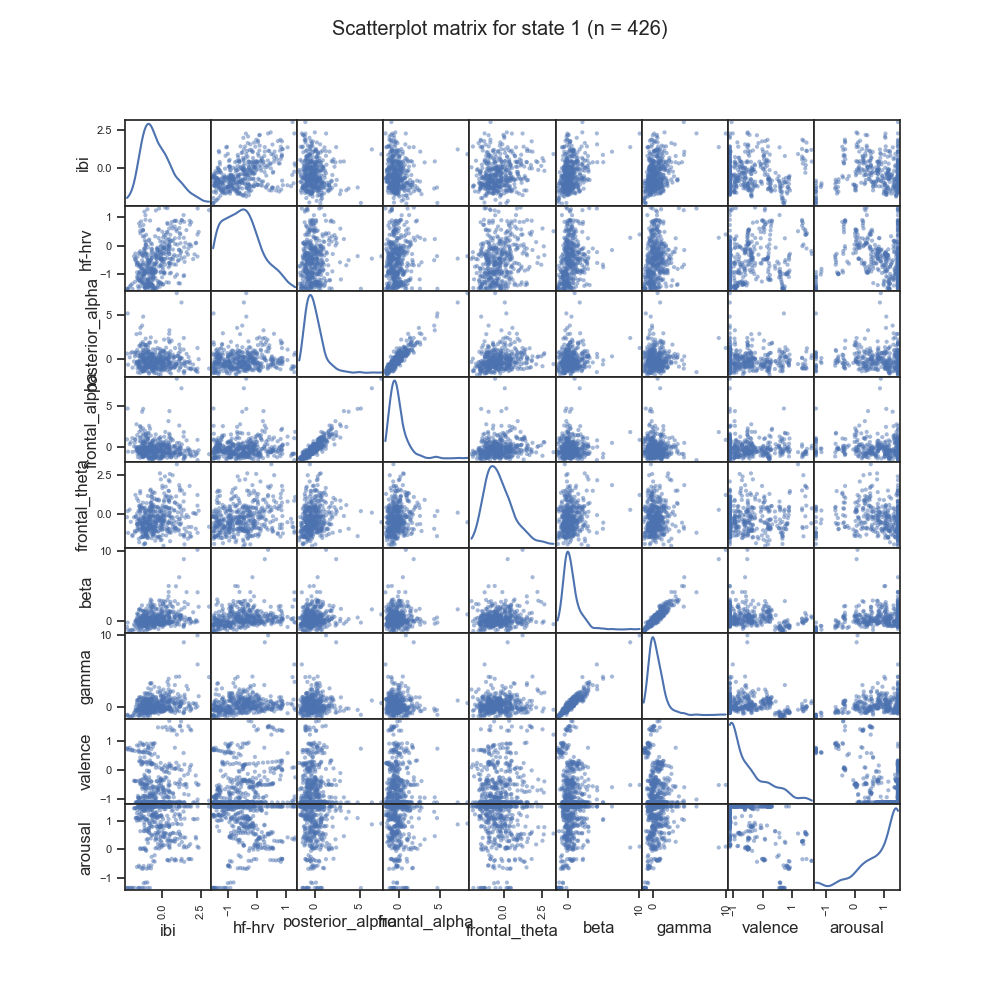 Scatterplot matrix for state 1 (n = 426)
ibi
2.5
0.0
hf-hrv
1
0
−1
posterior_alpha
5
0
frontal_alpha
5
0
frontal_theta
2.5
0.0
beta
10
0
gamma
10
0
valence
1
0
−1
arousal
1
0
−1
0.0 2.5 −1 0 1 0 5 0 5 0.0 2.5 0 10 0 10 −1 0 1 −1 0 1
ibi hf-hrv posterior_alpha frontal_alpha frontal_theta beta gamma valence arousal